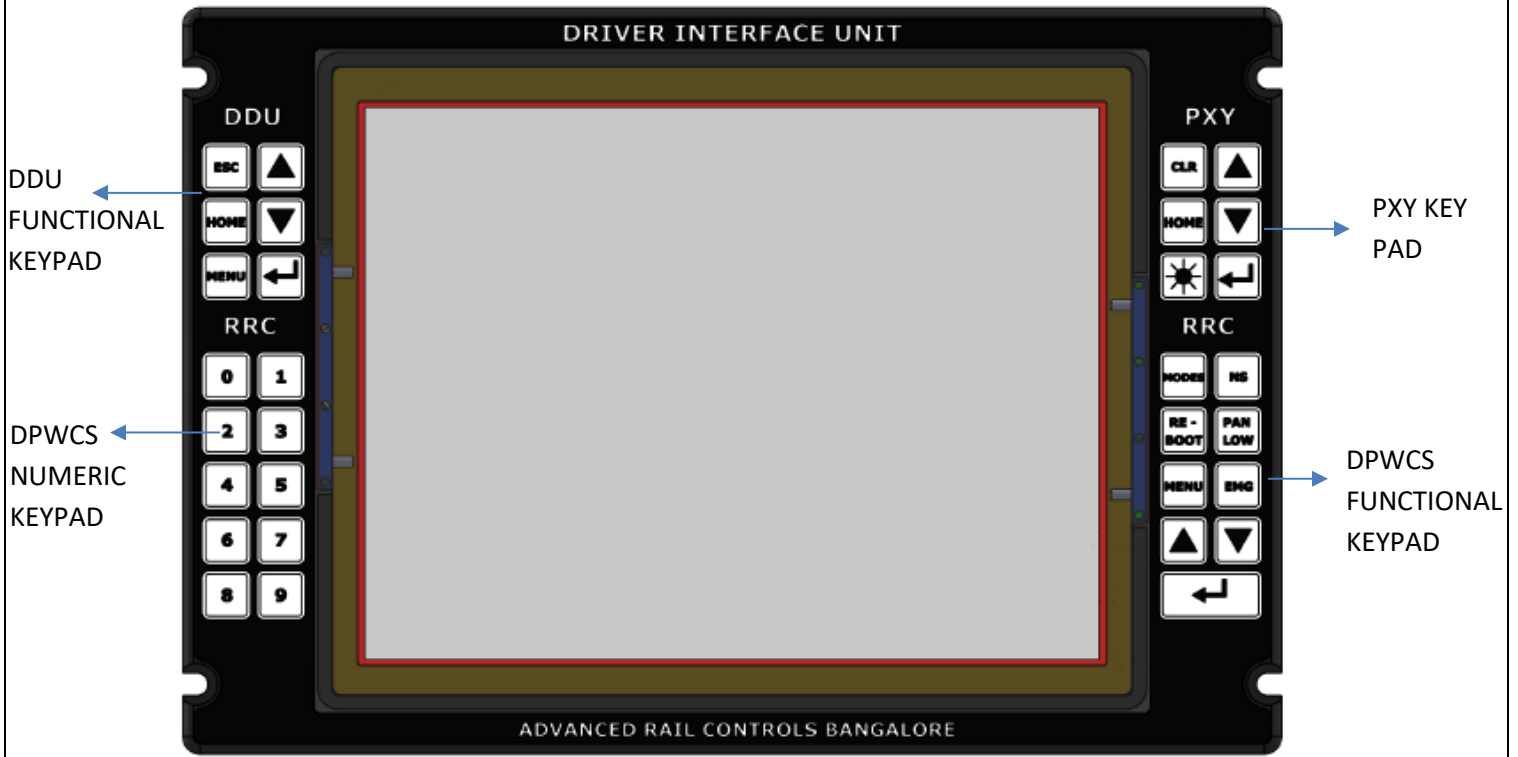 DRIVER INTERFACE UNIT
DDU
ESC
HOME
MENU
RRC
0 1
2 3
4 5
6 7
8 9
PXY
CLR
HOME
RRC
MODES NS
RE - BOOT PAN LOW
MENU EMG
ADVANCED RAIL CONTROLS BANGALORE
DDU
FUNCTIONAL
KEYPAD
DPWCS
NUMERIC
KEYPAD
PXY KEY
PAD
DPWCS
FUNCTIONAL
KEYPAD